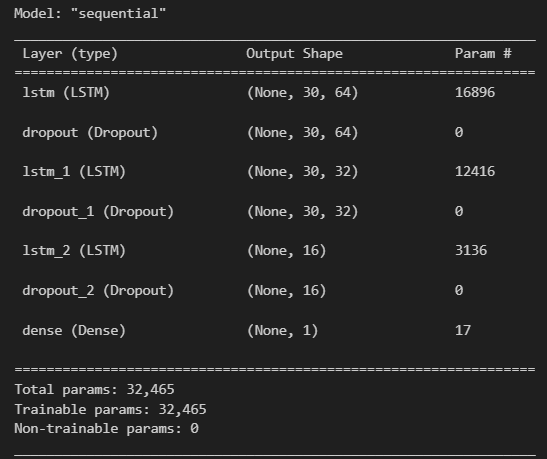 Model: "sequential"
_________________________________________________________________
Layer (type) Output Shape Param #
=================================================================
lstm (LSTM) (None, 30, 64) 16896
dropout (Dropout) (None, 30, 64) 0
lstm_1 (LSTM) (None, 30, 32) 12416
dropout_1 (Dropout) (None, 30, 32) 0
lstm_2 (LSTM) (None, 16) 3136
dropout_2 (Dropout) (None, 16) 0
dense (Dense) (None, 1) 17
=================================================================
Total params: 32,465
Trainable params: 32,465
Non-trainable params: 0
_________________________________________________________________